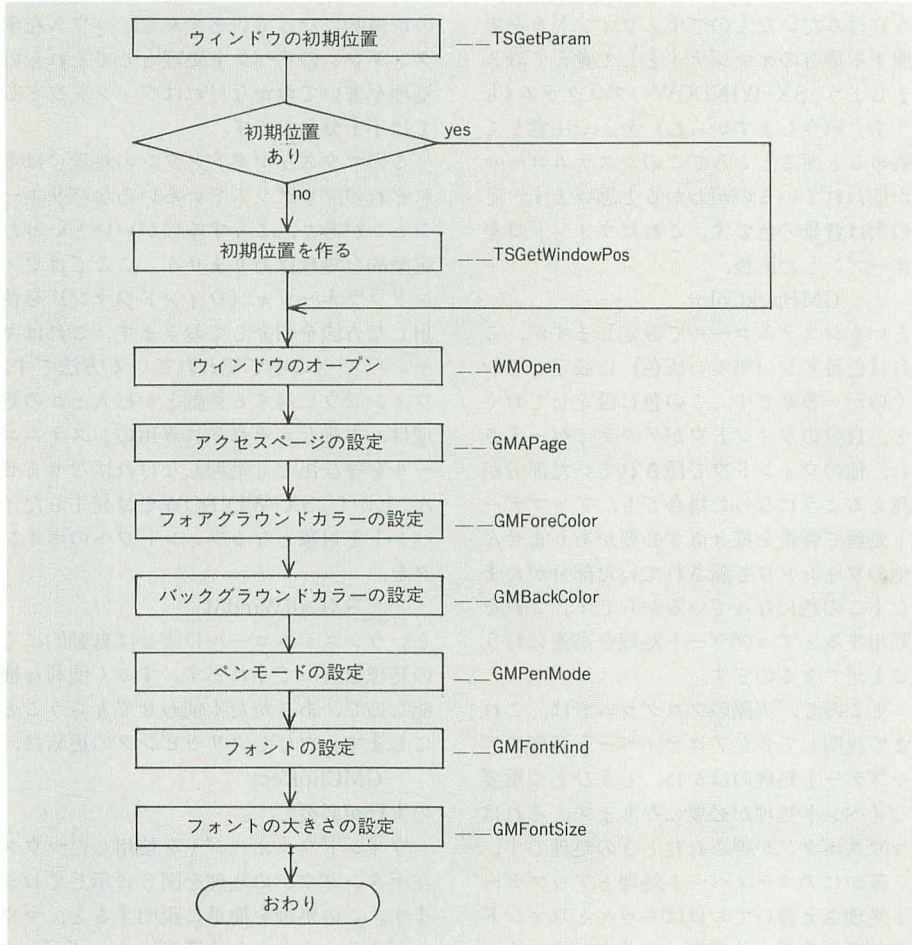 ウィンドウの初期位置 __TSGetParam
初期位置
あり
yes
no
初期位置を作る __TSGetWindowPos
ウィンドウのオープン __WMOpen
アクセスページの設定 __GMAPage
フォアグラウンドカラーの設定 __GMForeColor
バックグラウンドカラーの設定 __GMBackColor
ペンモードの設定 __GMPenMode
フォントの設定 __GMFontKind
フォントの大きさの設定 __GMFontSize
おわり